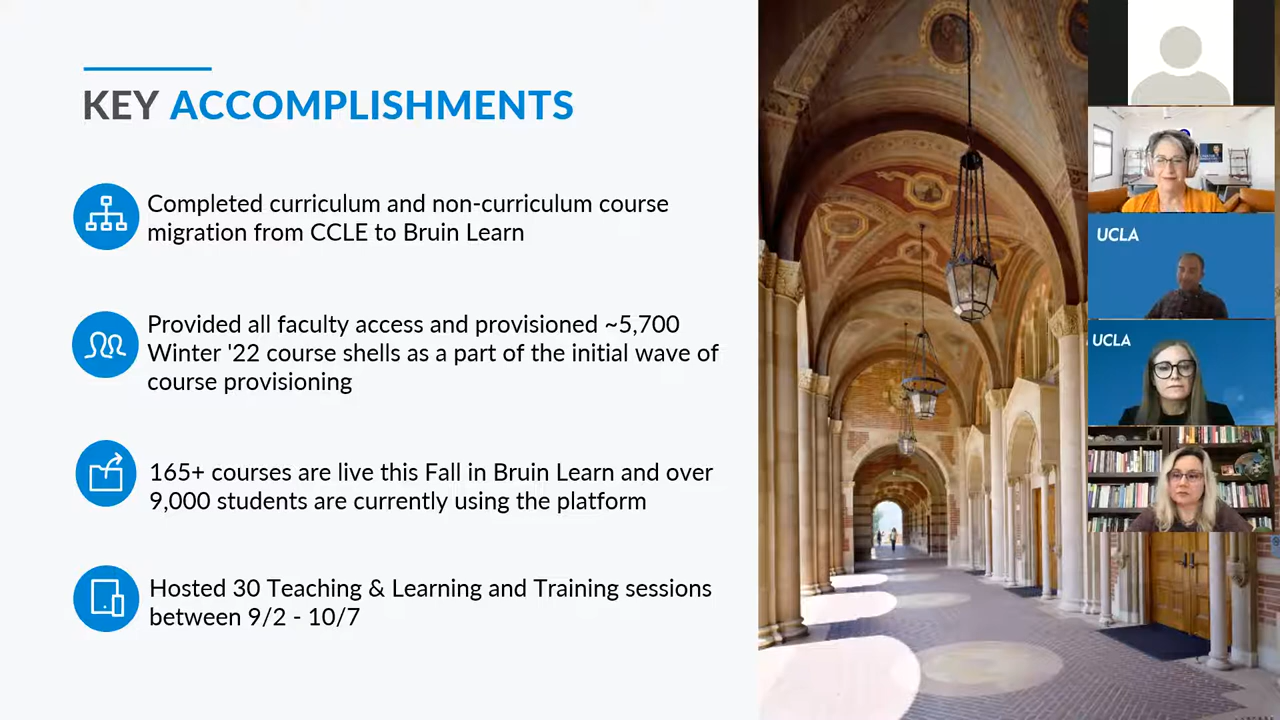 KEY ACCOMPLISHMENTS
Completed curriculum and non-curriculum course
migration from CCLE to Bruin Learn
Provided all faculty access and provisioned ~5,700
Winter '22 course shells as a part of the initial wave of
course provisioning
165+ courses are live this Fall in Bruin Learn and over
9,000 students are currently using the platform
Hosted 30 Teaching & Learning and Training sessions
between 9/2 - 10/7
UCLA
UCLA